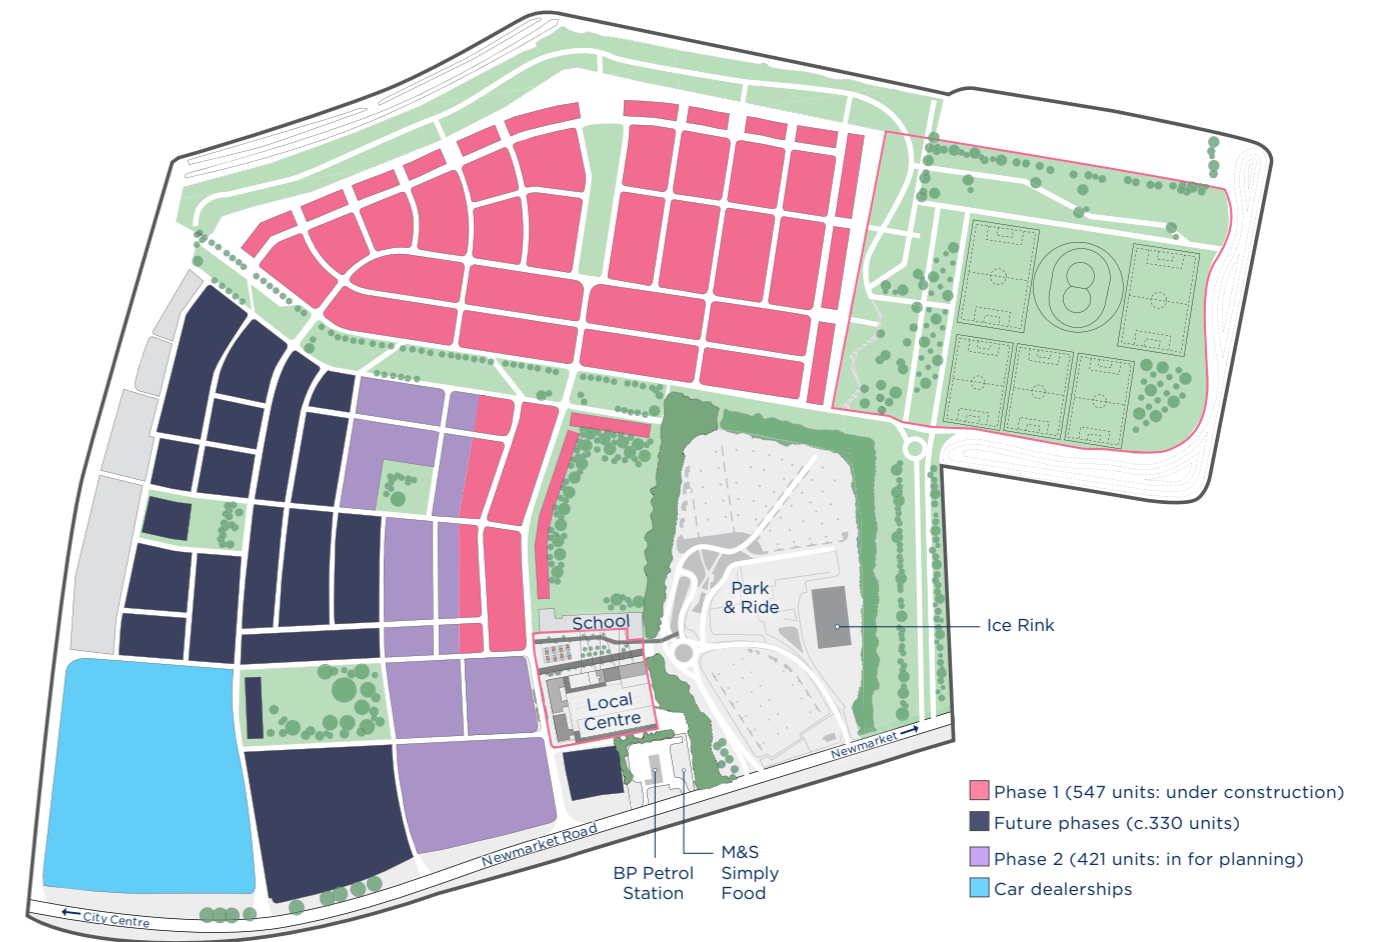 Park
& Ride
Ice Rink
School
Local
Centre
Newmarket
Newmarket Road
City Centre
BP Petrol
Station
M&S
Simply
Food
Phase 1 (547 units: under construction)
Future phases (c.330 units)
Phase 2 (421 units: in for planning)
Car dealerships